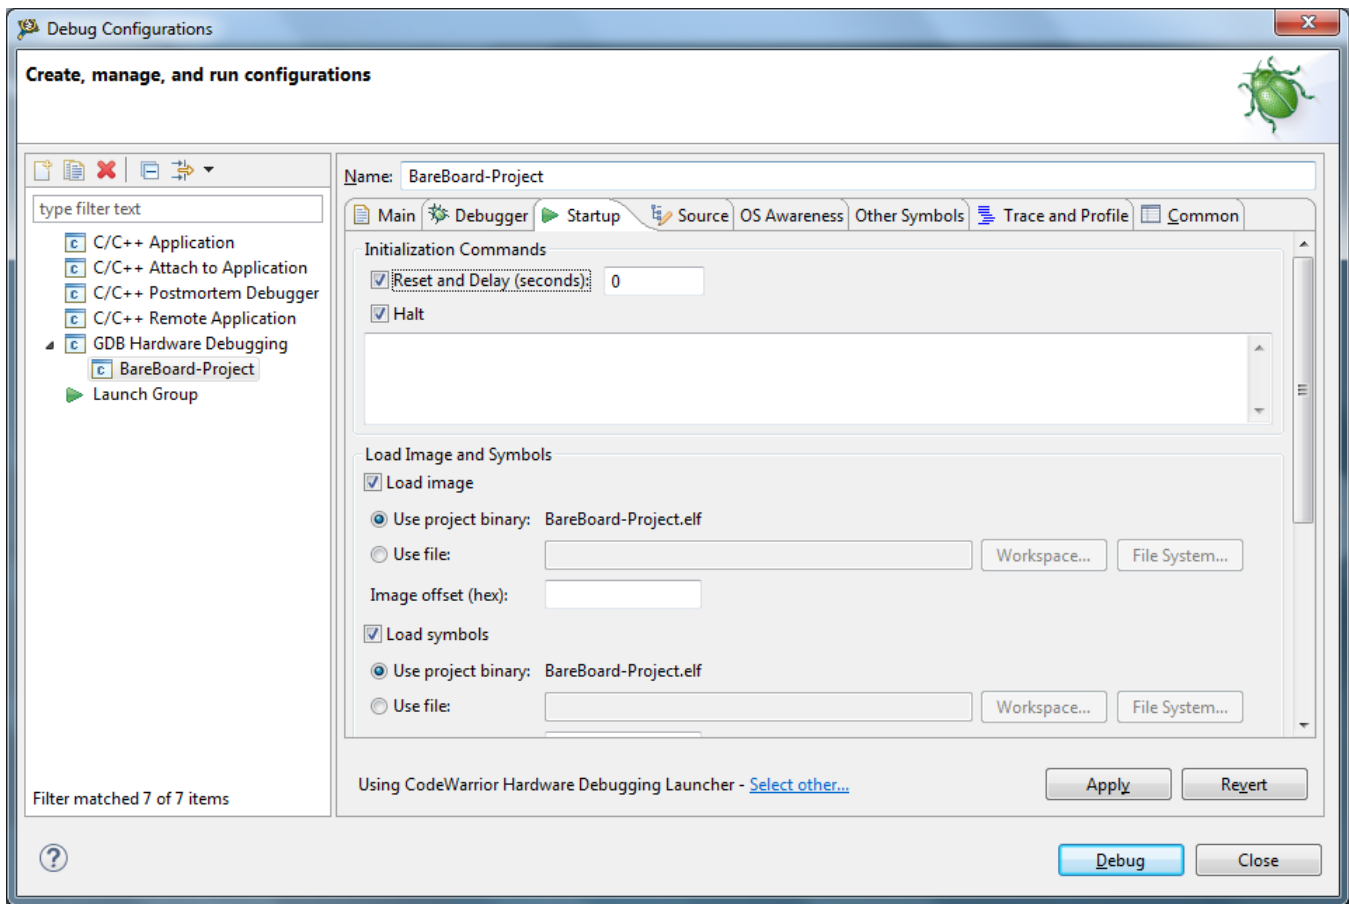 Debug Configurations
Create, manage, and run configurations
type filter text
C/C++ Application
C/C++ Attach to Application
C/C++ Postmortem Debugger
C/C++ Remote Application
GDB Hardware Debugging
BareBoard-Project
Launch Group
Filter matched 7 of 7 items
Name: BareBoard-Project
Main Debugger Startup Source OS Awareness Other Symbols Trace and Profile Common
Initialization Commands
Reset and Delay (seconds): 0
Halt
Load Image and Symbols
Load image
Use project binary: BareBoard-Project.elf
Use file: Workspace... File System...
Image offset (hex):
Load symbols
Use project binary: BareBoard-Project.elf
Use file: Workspace... File System...
Using CodeWarrior Hardware Debugging Launcher - Select other...
Apply Revert
Debug Close